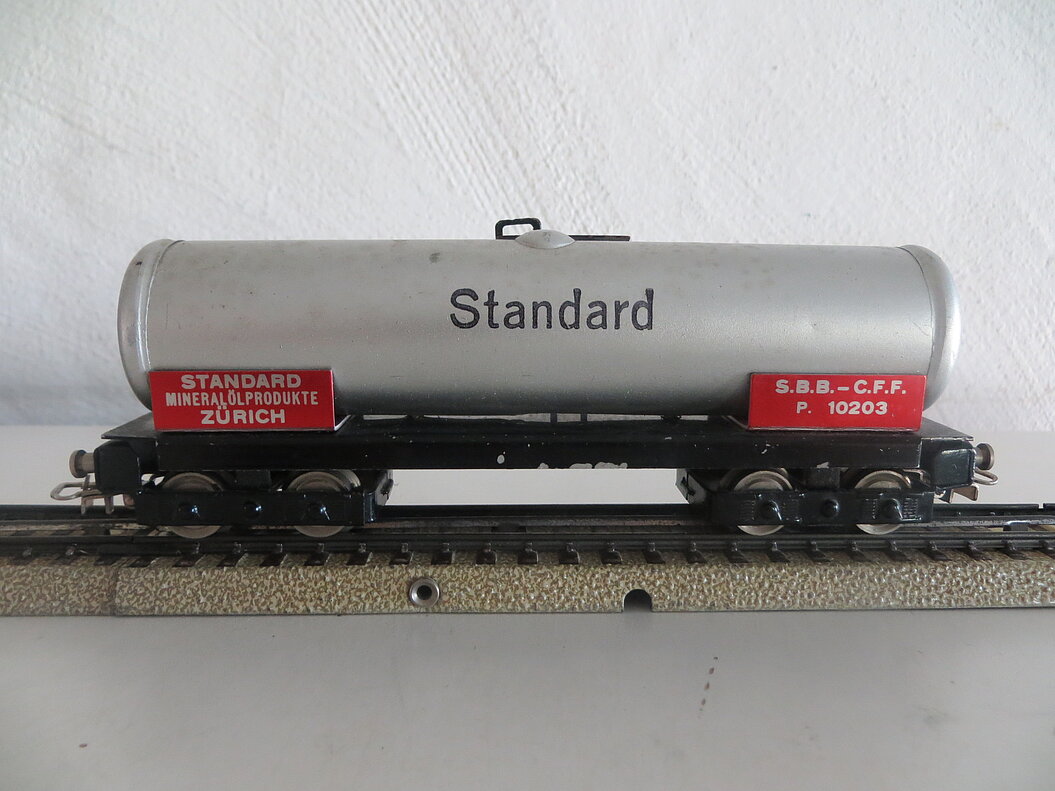 Standard
STANDARD
MINERALÖLPRODUKTE
ZÜRICH
S.B.B. – C.F.F.
P. 10203